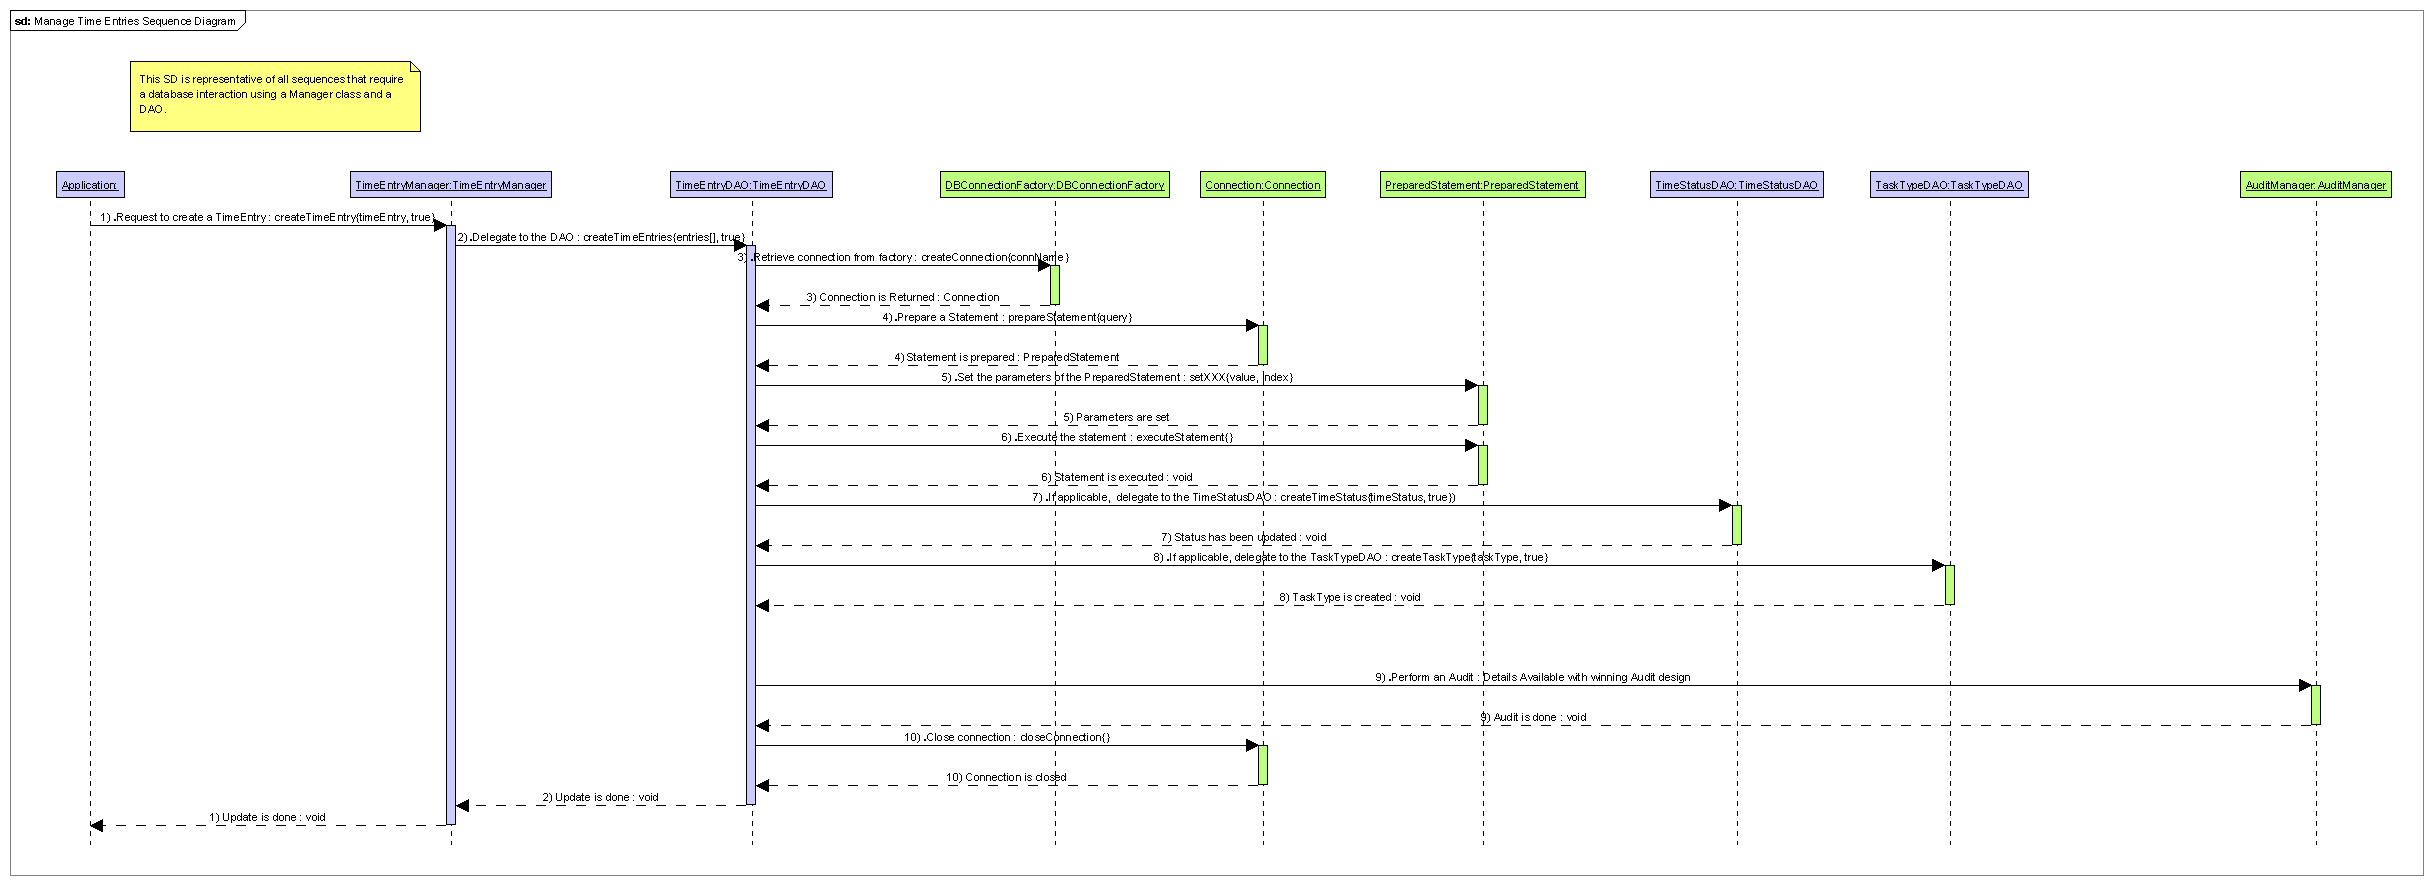 sd: Manage Time Entries Sequence Diagram
This SD is representative of all sequences that require
a database interaction using a Manager class and a
DAO.
Application:
TimeEntryManager:TimeEntryManager
TimeEntryDAO:TimeEntryDAO
DBConnectionFactory:DBConnectionFactory
Connection:Connection
PreparedStatement:PreparedStatement
TimeStatusDAO:TimeStatusDAO
TaskTypeDAO:TaskTypeDAO
AuditManager:AuditManager
1) .Request to create a TimeEntry : createTimeEntry{timeEntry, true}
2) .Delegate to the DAO : createTimeEntries{entries[], true}
3) .Retrieve connection from factory : createConnection{connName}
3) Connection is Returned : Connection
4) .Prepare a Statement : prepareStatement{query}
4) Statement is prepared : PreparedStatement
5) .Set the parameters of the PreparedStatement : setXXX{value, index}
5) Parameters are set
6) .Execute the statement : executeStatement{}
6) Statement is executed : void
7) .If applicable,  delegate to the TimeStatusDAO : createTimeStatus{timeStatus, true})
7) Status has been updated : void
8) .If applicable, delegate to the TaskTypeDAO : createTaskType{taskType, true}
8) TaskType is created : void
9) .Perform an Audit : Details Available with winning Audit design
9) Audit is done : void
10) .Close connection : closeConnection{}
10) Connection is closed
2) Update is done : void
1) Update is done : void